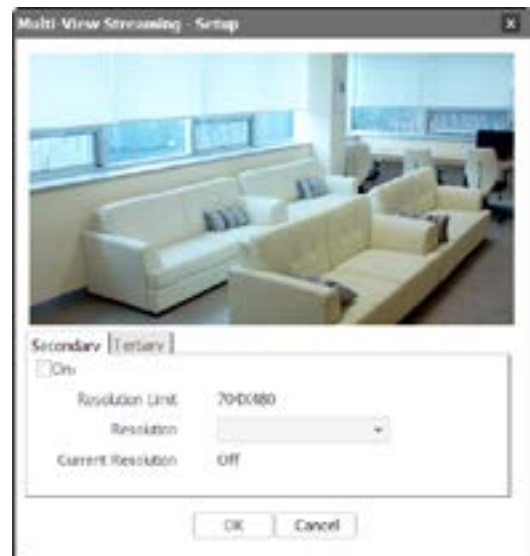 Multi-View Streaming - Setup
Secondary Tertiary
On
Resolution Limit 704X480
Resolution
Current Resolution Off
OK Cancel